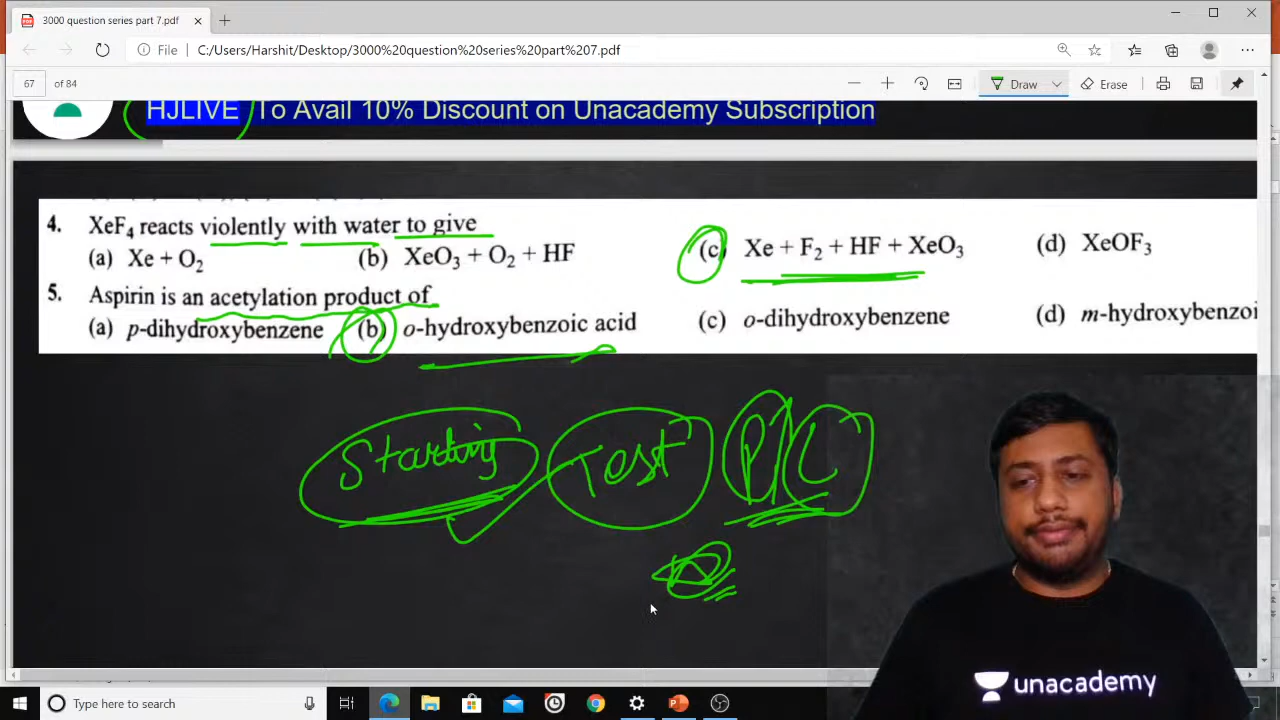 3000 question series part 7.pdf
File C:/Users/Harshit/Desktop/3000%20question%20series%20part%207.pdf
67 of 84 Draw Erase
HJLIVE To Avail 10% Discount on Unacademy Subscription
4. XeF₄ reacts violently with water to give
(a) Xe + O₂ (b) XeO₃ + O₂ + HF (c) Xe + F₂ + HF + XeO₃ (d) XeOF₃
5. Aspirin is an acetylation product of
(a) p-dihydroxybenzene (b) o-hydroxybenzoic acid (c) o-dihydroxybenzene (d) m-hydroxybenzoi
Starting Test
unacademy
Type here to search